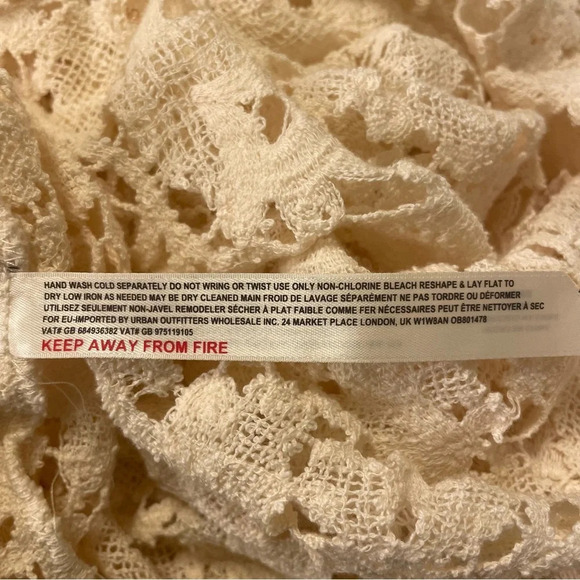 HAND WASH COLD SEPARATELY DO NOT WRING OR TWIST USE ONLY NON-CHLORINE BLEACH RESHAPE & LAY FLAT TO
DRY LOW IRON AS NEEDED MAY BE DRY CLEANED MAIN FROID DE LAVAGE SÉPARÉMENT NE PAS TORDRE OU DÉFORMER
UTILISEZ SEULEMENT NON-JAVEL REMODELER SÉCHER À PLAT FAIBLE COMME FER NÉCESSAIRES PEUT ÊTRE NETTOYER À SEC
FOR EU-IMPORTED BY URBAN OUTFITTERS WHOLESALE INC. 24 MARKET PLACE LONDON, UK W1W8AN OB801478
VAT# GB 684936382 VAT# GB 975119105
KEEP AWAY FROM FIRE